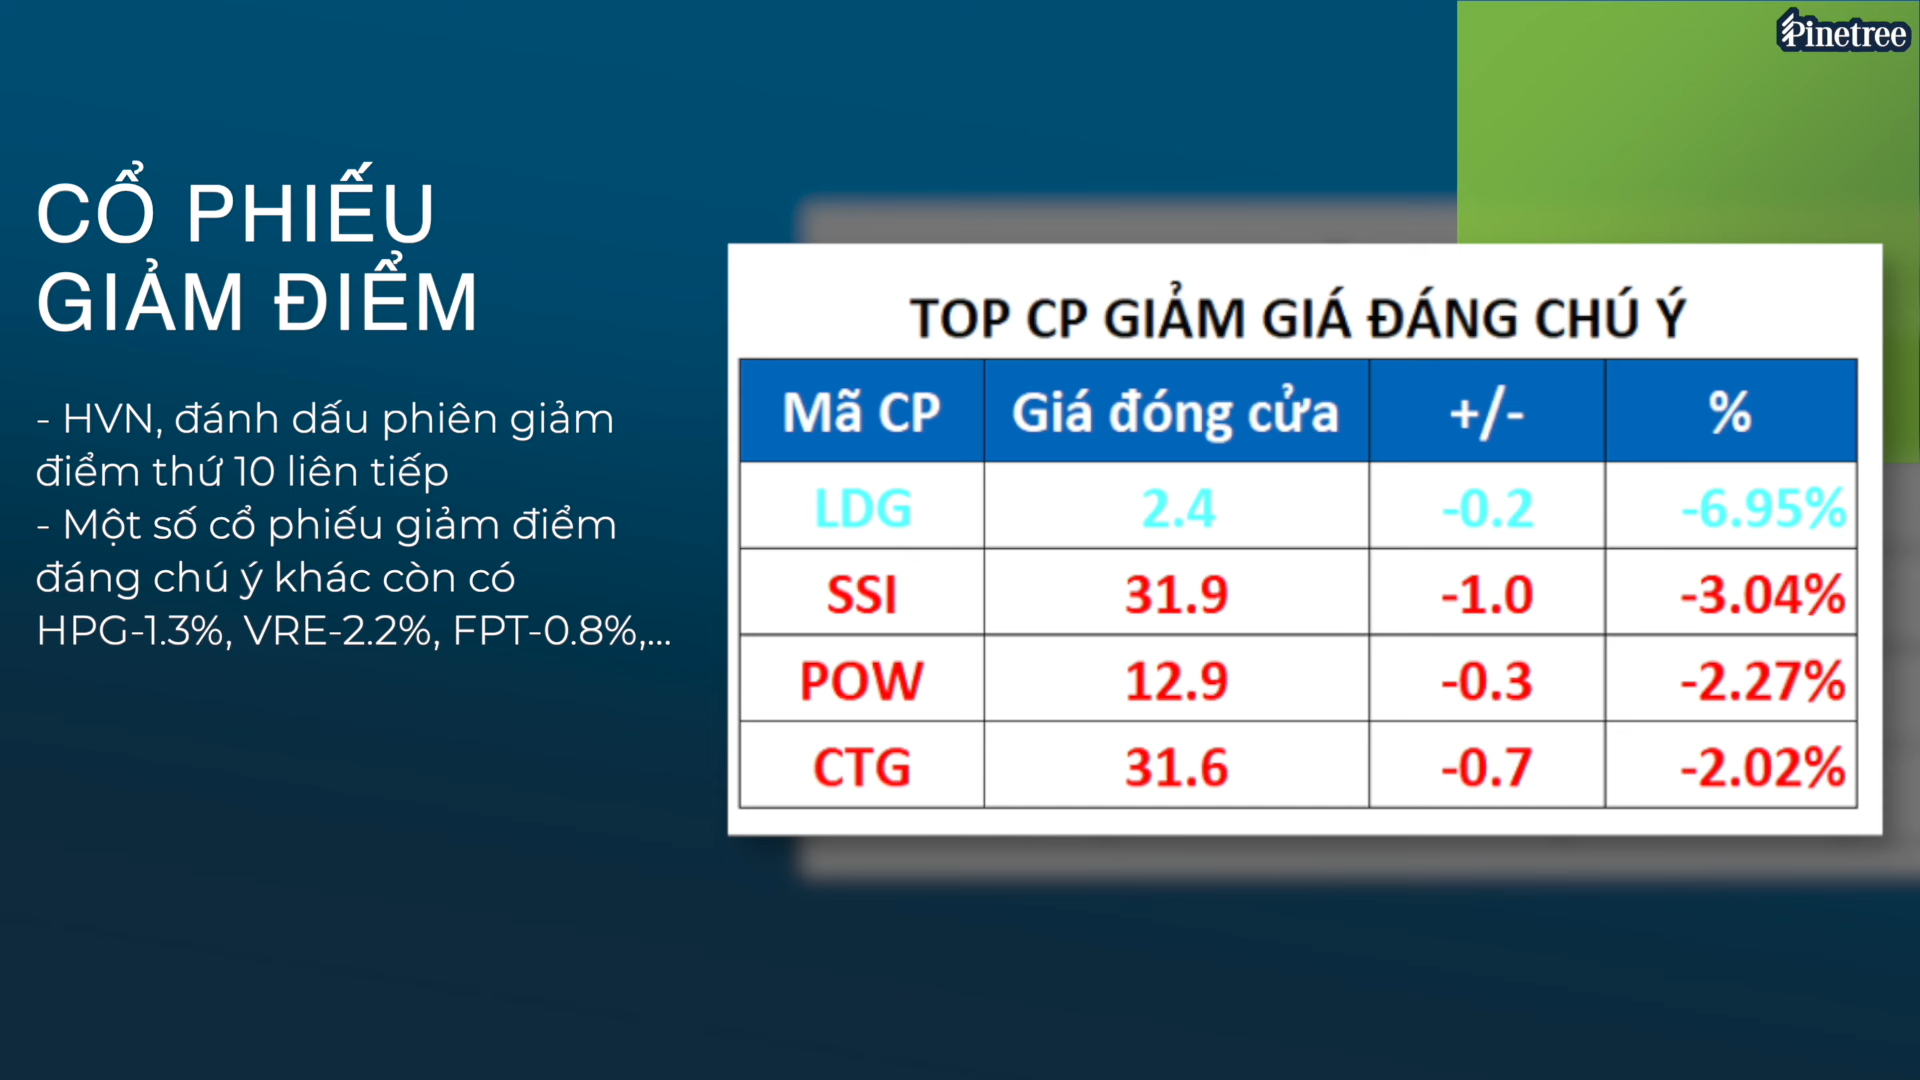 Pinetree
CỔ PHIẾU
GIẢM ĐIỂM
- HVN, đánh dấu phiên giảm
điểm thứ 10 liên tiếp
- Một số cổ phiếu giảm điểm
đáng chú ý khác còn có
HPG-1.3%, VRE-2.2%, FPT-0.8%,...
TOP CP GIẢM GIÁ ĐÁNG CHÚ Ý
Mã CP Giá đóng cửa +/- %
LDG 2.4 -0.2 -6.95%
SSI 31.9 -1.0 -3.04%
POW 12.9 -0.3 -2.27%
CTG 31.6 -0.7 -2.02%